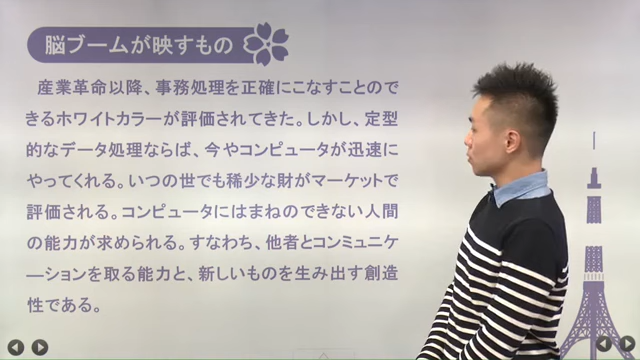 脳ブームが映すもの
産業革命以降、事務処理を正確にこなすことので
きるホワイトカラーが評価されてきた。しかし、定型
的なデータ処理ならば、今やコンピュータが迅速に
やってくれる。いつの世でも稀少な財がマーケットで
評価される。コンピュータにはまねのできない人間
の能力が求められる。すなわち、他者とコンミュニケ
―ションを取る能力と、新しいものを生み出す創造
性である。